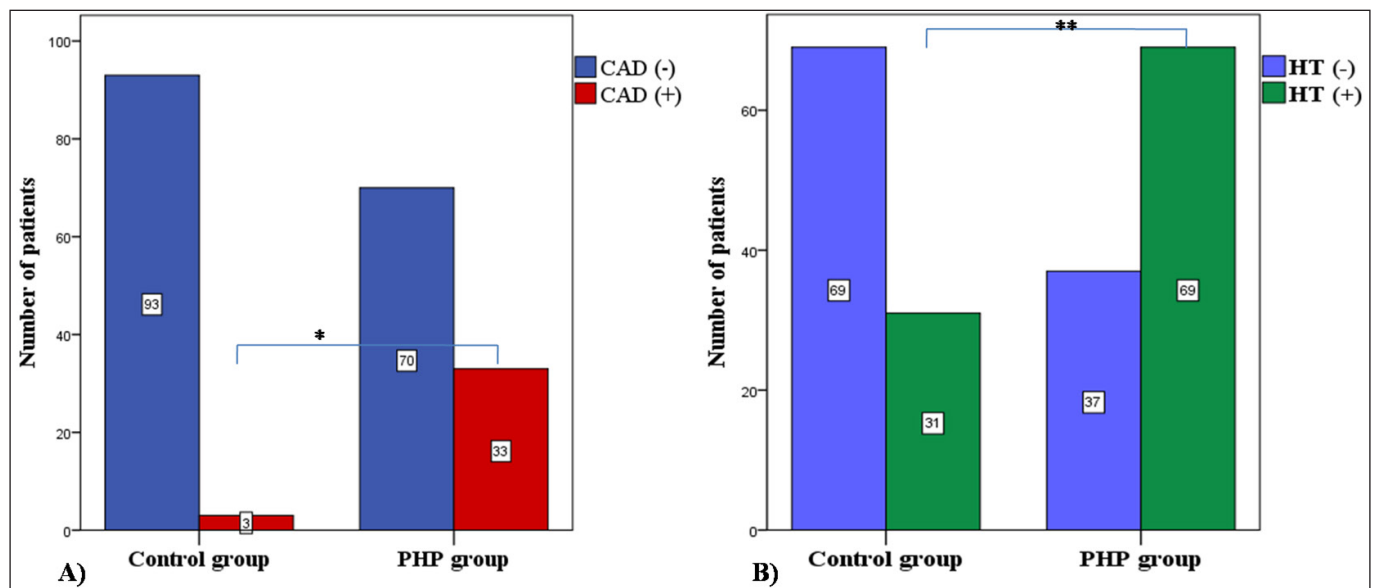 100
80
60
40
20
0
Number of patients
93
3
70
33
*
Control group
PHP group
A)
CAD (-)
CAD (+)
60
40
20
0
Number of patients
69
31
37
69
**
Control group
PHP group
B)
HT (-)
HT (+)